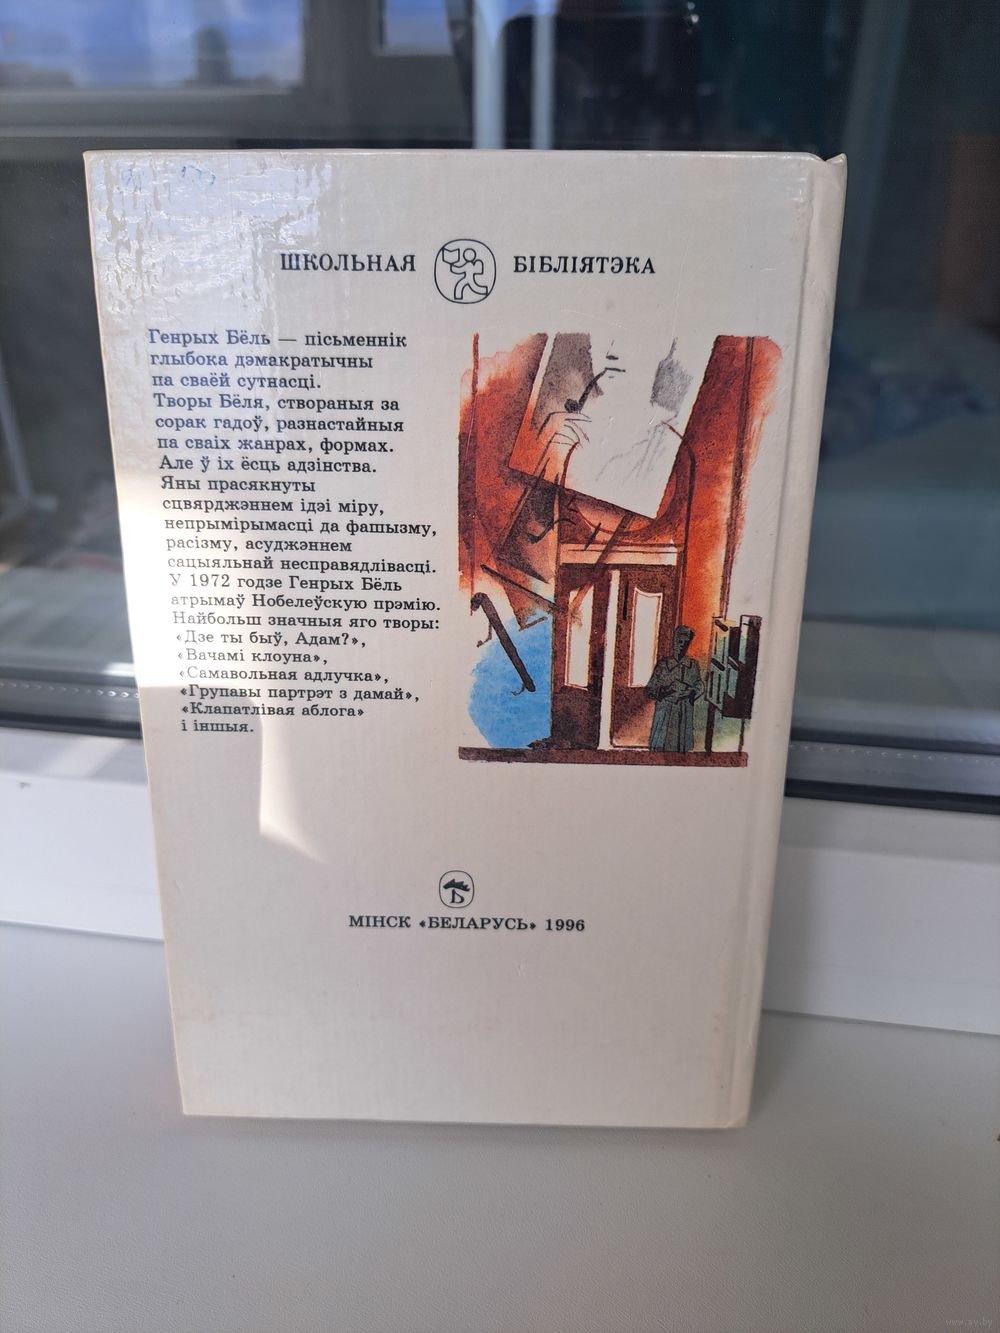 ШКОЛЬНАЯ БІБЛІЯТЭКА
Генрых Бёль — пісьменнік
глыбока дэмакратычны
па сваёй сутнасці.
Творы Бёля, створаныя за
сорак гадоў, разнастайныя
па сваіх жанрах, формах.
Але ў іх ёсць адзінства.
Яны прасякнуты
сцвярджэннем ідэі міру,
непрымірымасці да фашызму,
расізму, асуджэннем
сацыяльнай несправядлівасці.
У 1972 годзе Генрых Бёль
атрымаў Нобелеўскую прэмію.
Найбольш значныя яго творы:
«Дзе ты быў, Адам?»,
«Вачамі клоуна»,
«Самавольная адлучка»,
«Групавы партрэт з дамай»,
«Клапатлівая аблога»
і іншыя.
Б
МІНСК «БЕЛАРУСЬ» 1996
www.ay.by